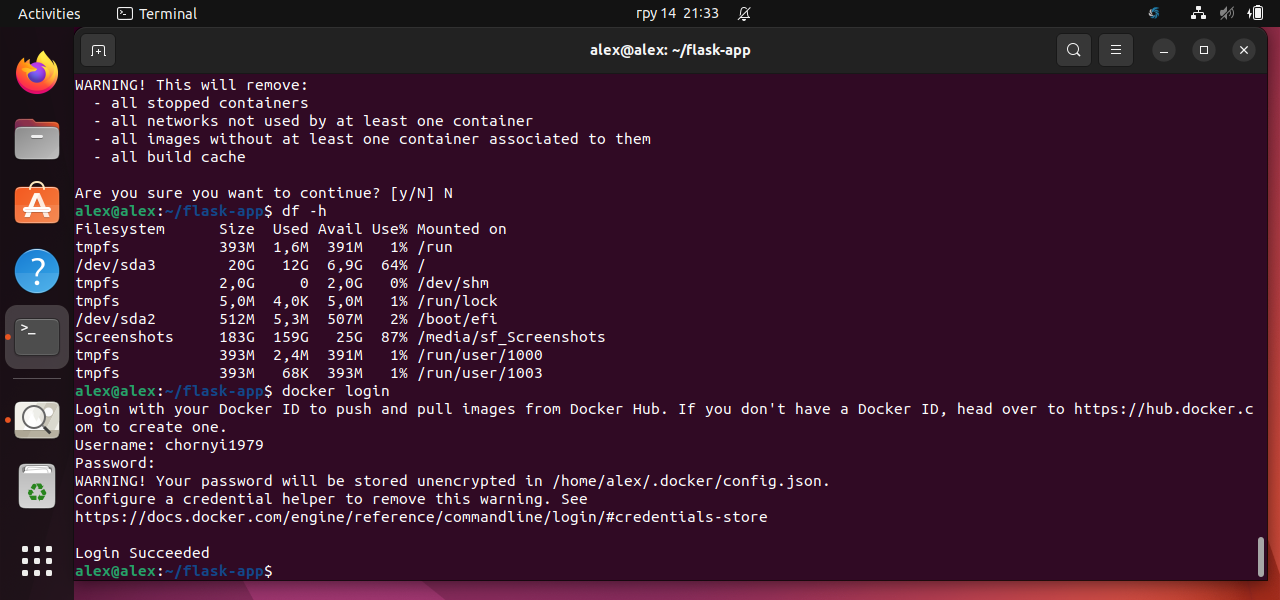 Activities
Terminal
гру 14 21:33
alex@alex: ~/flask-app
WARNING! This will remove:
- all stopped containers
- all networks not used by at least one container
- all images without at least one container associated to them
- all build cache
Are you sure you want to continue? [y/N] N
alex@alex:~/flask-app$ df -h
Filesystem Size Used Avail Use% Mounted on
tmpfs 393M 1,6M 391M 1% /run
/dev/sda3 20G 12G 6,9G 64% /
tmpfs 2,0G 0 2,0G 0% /dev/shm
tmpfs 5,0M 4,0K 5,0M 1% /run/lock
/dev/sda2 512M 5,3M 507M 2% /boot/efi
Screenshots 183G 159G 25G 87% /media/sf_Screenshots
tmpfs 393M 2,4M 391M 1% /run/user/1000
tmpfs 393M 68K 393M 1% /run/user/1003
alex@alex:~/flask-app$ docker login
Login with your Docker ID to push and pull images from Docker Hub. If you don't have a Docker ID, head over to https://hub.docker.c
om to create one.
Username: chornyi1979
Password:
WARNING! Your password will be stored unencrypted in /home/alex/.docker/config.json.
Configure a credential helper to remove this warning. See
https://docs.docker.com/engine/reference/commandline/login/#credentials-store
Login Succeeded
alex@alex:~/flask-app$